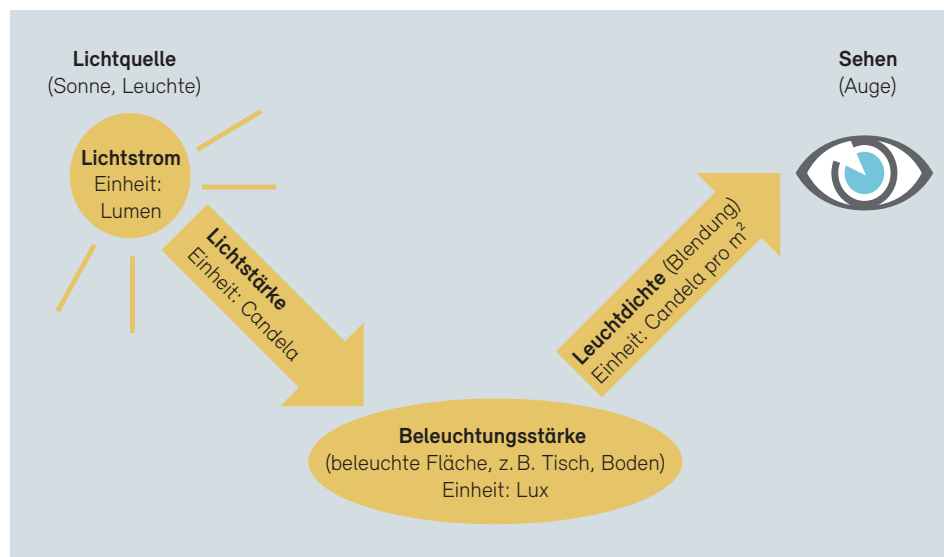 Lichtquelle
(Sonne, Leuchte)
Lichtstrom
Einheit:
Lumen
Lichtstärke
Einheit: Candela
Beleuchtungsstärke
(beleuchte Fläche, z. B. Tisch, Boden)
Einheit: Lux
Leuchtdichte (Blendung)
Einheit: Candela pro m²
Sehen
(Auge)